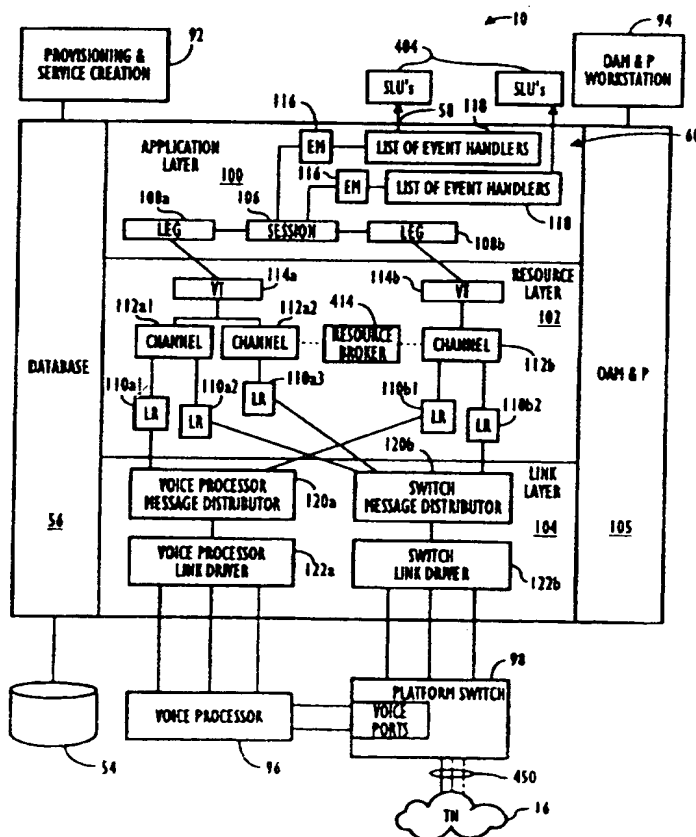 10
92
94
PROVISIONING &
SERVICE CREATION
404
OAM & P
WORKSTATION
SLU's
SLU's
116
58
118
60
APPLICATION
LAYER
EM
LIST OF EVENT HANDLERS
100
116
EM
LIST OF EVENT HANDLERS
108a
106
118
LEG
SESSION
LEG
108b
114a
114b
RESOURCE
LAYER
VT
VT
112a1
112a2
414
102
CHANNEL
CHANNEL
RESOURCE
BROKER
CHANNEL
DATABASE
OAM & P
112b
110a1
110a2
110a3
110b1
110b2
LR
LR
LR
LR
LR
120b
LINK
LAYER
VOICE PROCESSOR
MESSAGE DISTRIBUTOR
SWITCH
MESSAGE DISTRIBUTOR
56
120a
104
105
VOICE PROCESSOR
LINK DRIVER
SWITCH
LINK DRIVER
122a
122b
98
PLATFORM SWITCH
VOICE PROCESSOR
VOICE
PORTS
54
96
450
TN
16